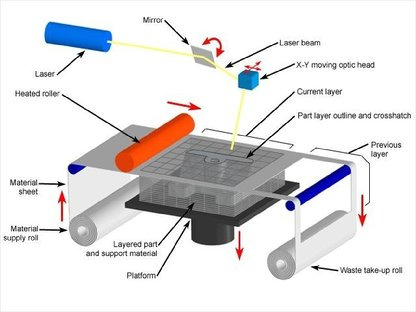 Mirror
Laser beam
Laser
X-Y moving optic head
Heated roller
Current layer
Part layer outline and crosshatch
Previous
layer
Material
sheet
Material
supply roll
Layered part
and support material
Platform
Waste take-up roll